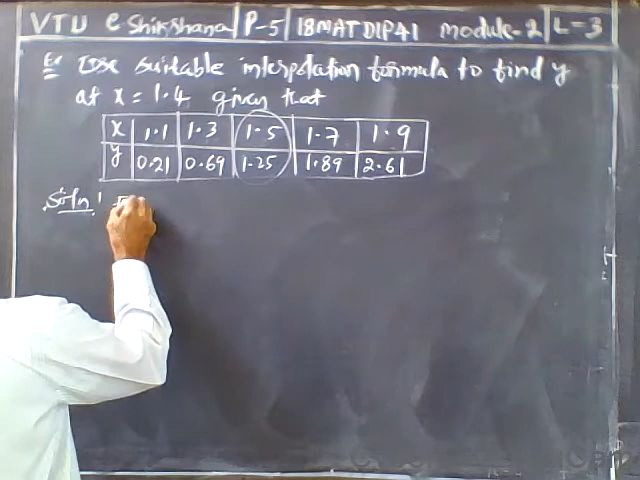 VTU e Shikshana P-5 18MATDIP41 module-2 L-3
Ex Use suitable interpolation formula to find y
at x = 1.4, given that
x 1.1 1.3 1.5 1.7 1.9
y 0.21 0.69 1.25 1.89 2.61
Soln: